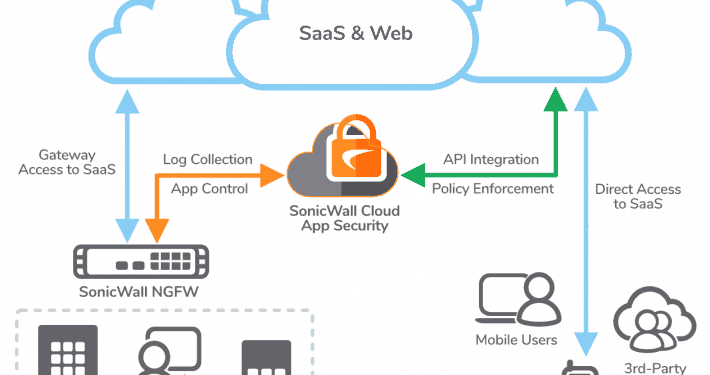 SaaS & Web
Gateway
Access to SaaS
Log Collection
App Control
API Integration
Policy Enforcement
Direct Access
to SaaS
SonicWall Cloud
App Security
SonicWall NGFW
Mobile Users
3rd-Party